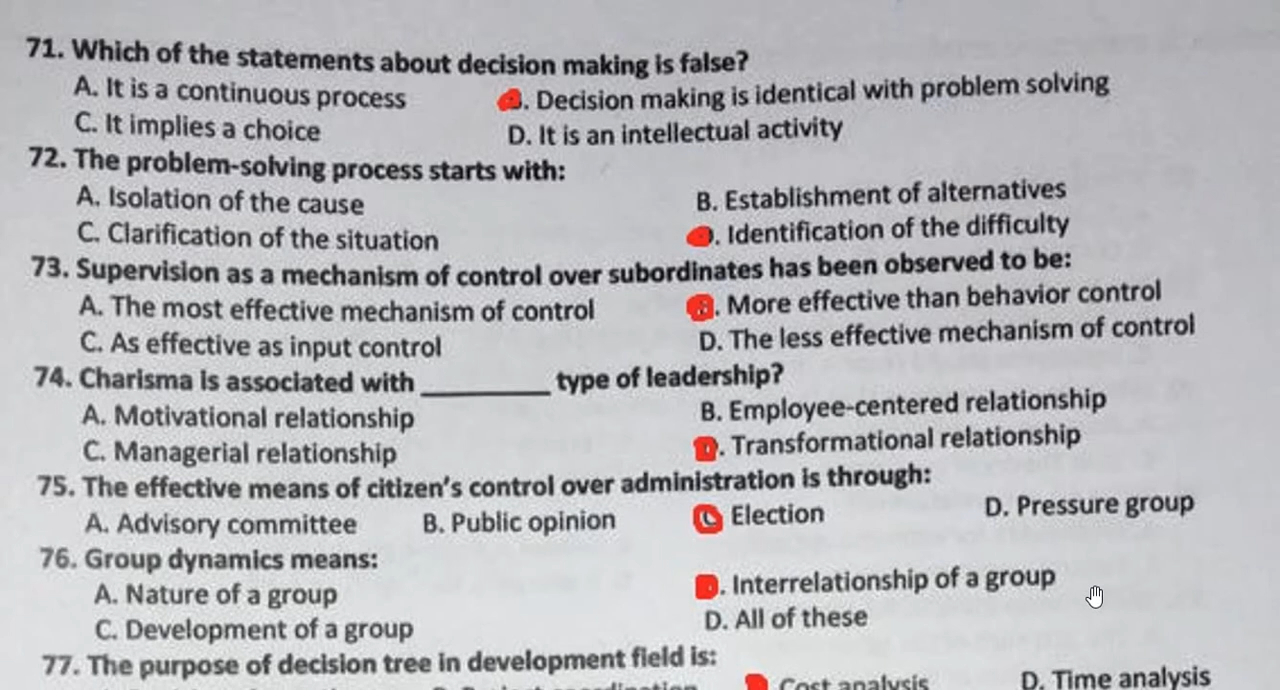 71. Which of the statements about decision making is false?
A. It is a continuous process . Decision making is identical with problem solving
C. It implies a choice D. It is an intellectual activity
72. The problem-solving process starts with:
A. Isolation of the cause B. Establishment of alternatives
C. Clarification of the situation . Identification of the difficulty
73. Supervision as a mechanism of control over subordinates has been observed to be:
A. The most effective mechanism of control B. More effective than behavior control
C. As effective as input control D. The less effective mechanism of control
74. Charisma is associated with ________ type of leadership?
A. Motivational relationship B. Employee-centered relationship
C. Managerial relationship D. Transformational relationship
75. The effective means of citizen's control over administration is through:
A. Advisory committee B. Public opinion C Election D. Pressure group
76. Group dynamics means:
A. Nature of a group . Interrelationship of a group
C. Development of a group D. All of these
77. The purpose of decision tree in development field is:
Cost analysis D. Time analysis